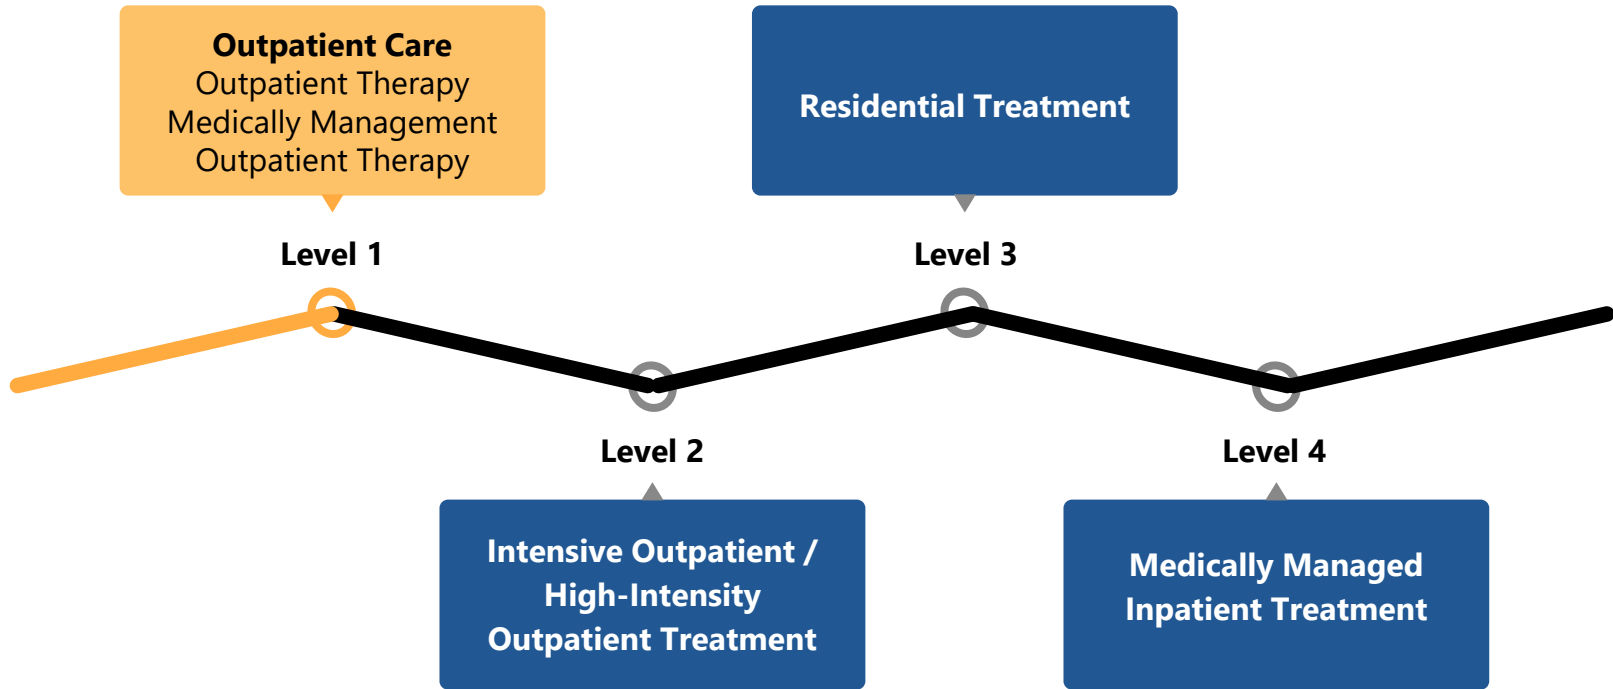 Outpatient Care
Outpatient Therapy
Medically Management
Outpatient Therapy
Level 1
Intensive Outpatient /
High-Intensity
Outpatient Treatment
Level 2
Residential Treatment
Level 3
Medically Managed
Inpatient Treatment
Level 4